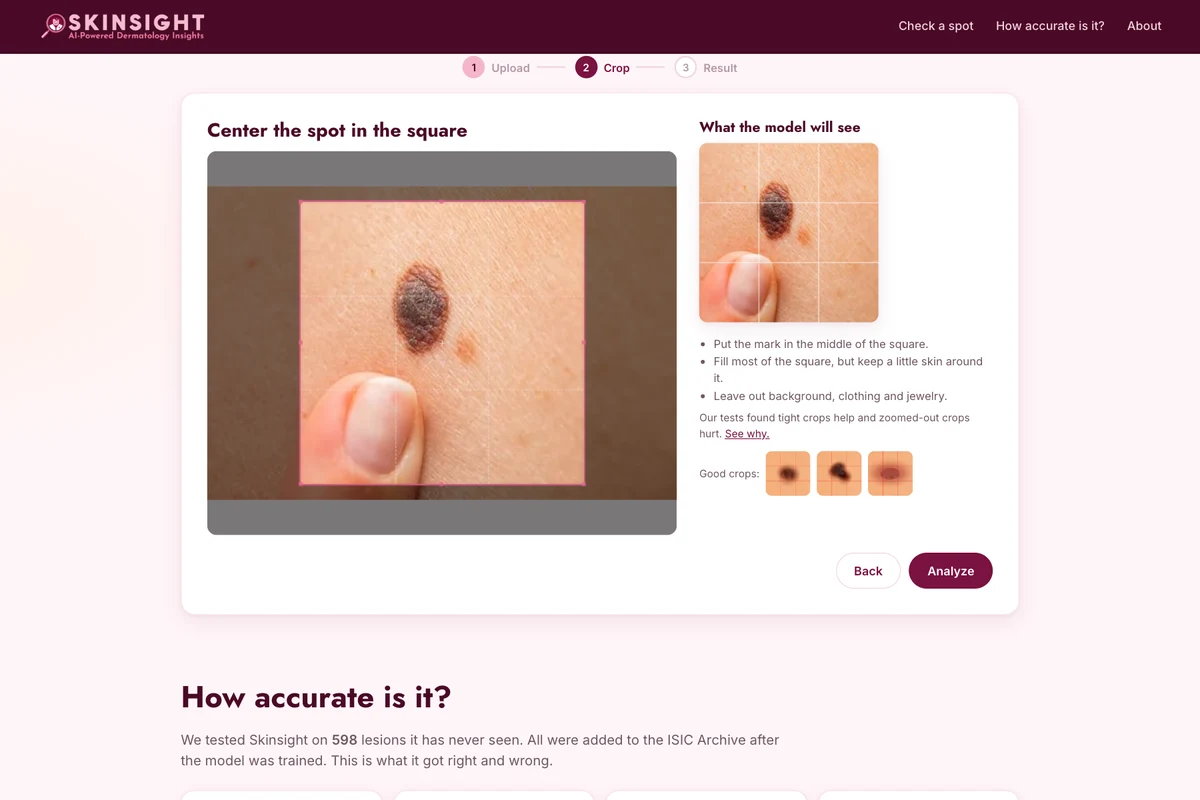 SKINSIGHT
AI-Powered Dermatology Insights
Check a spot
How accurate is it?
About
1 Upload
2 Crop
3 Result
Center the spot in the square
What the model will see
• Put the mark in the middle of the square.
• Fill most of the square, but keep a little skin around
it.
• Leave out background, clothing and jewelry.
Our tests found tight crops help and zoomed-out crops
hurt. See why.
Good crops:
Back
Analyze
How accurate is it?
We tested Skinsight on 598 lesions it has never seen. All were added to the ISIC Archive after
the model was trained. This is what it got right and wrong.